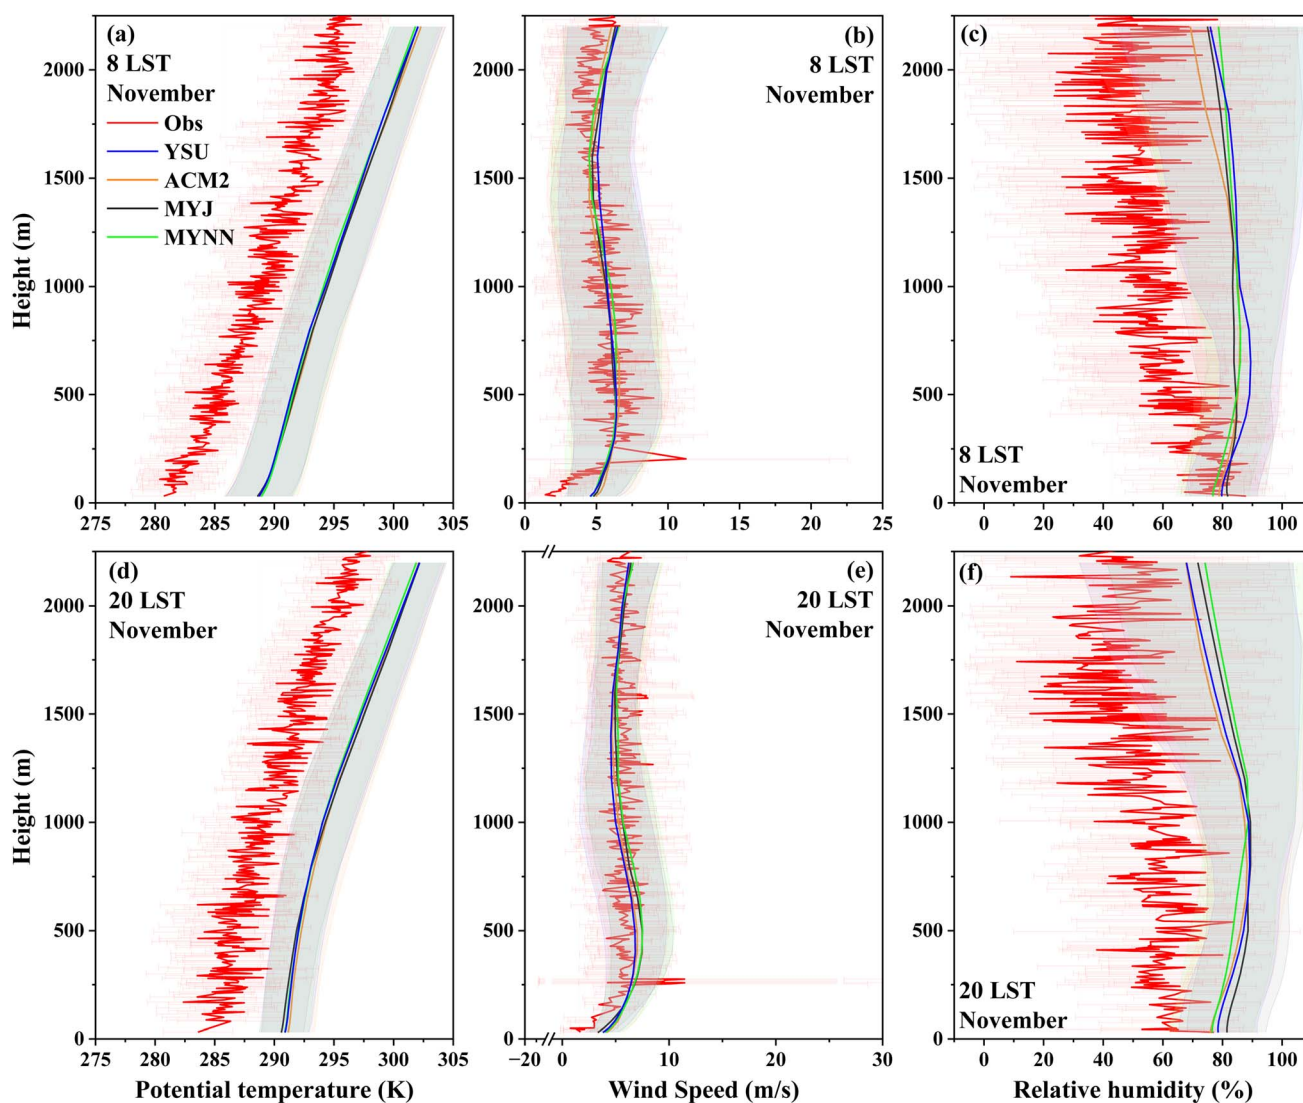 (a)
8 LST
November
Obs
YSU
ACM2
MYJ
MYNN
Height (m)
2000
1500
1000
500
0
275 280 285 290 295 300 305
(b)
8 LST
November
0 5 10 15 20 25
(c)
8 LST
November
0 20 40 60 80 100
(d)
20 LST
November
Height (m)
2000
1500
1000
500
0
275 280 285 290 295 300 305
Potential temperature (K)
(e)
20 LST
November
−20 0 10 20 30
Wind Speed (m/s)
(f)
20 LST
November
0 20 40 60 80 100
Relative humidity (%)